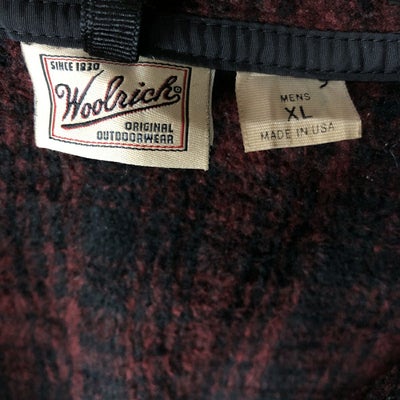 SINCE 1830
Woolrich®
ORIGINAL
OUTDOORWEAR
MENS
XL
MADE IN USA